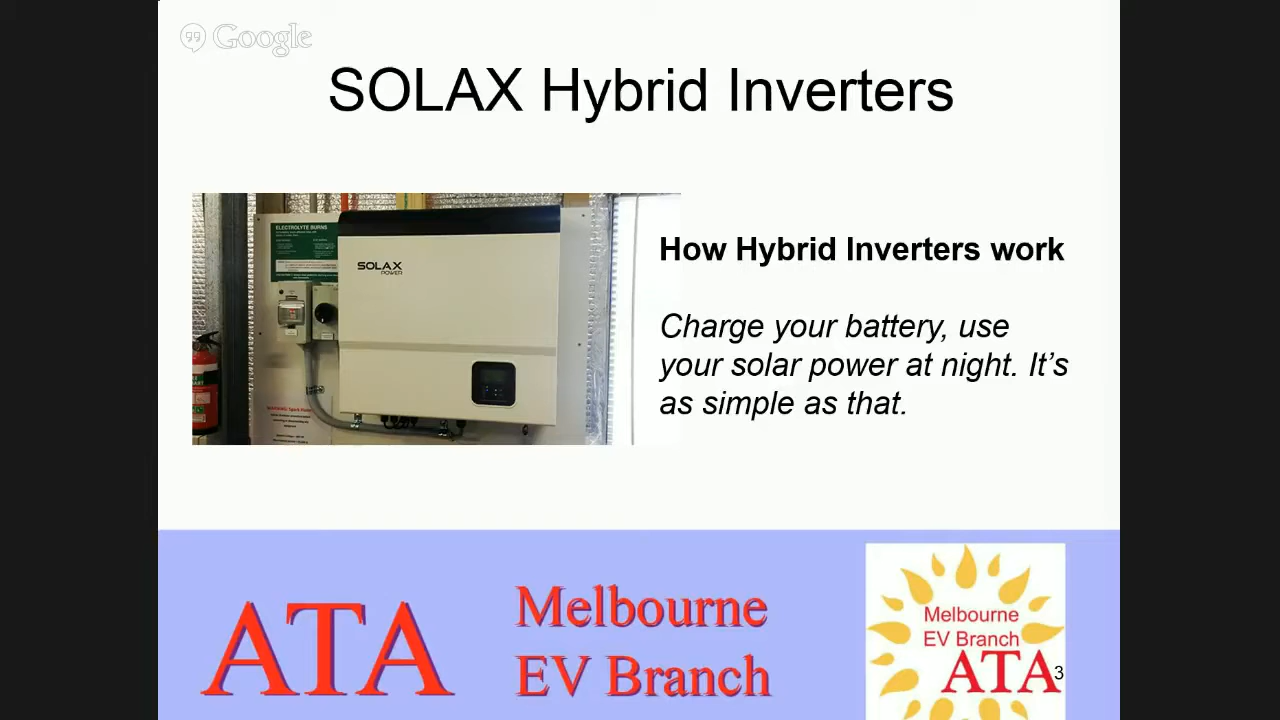 Google
SOLAX Hybrid Inverters
ELECTROLYTE BURNS
SOLAX
POWER
How Hybrid Inverters work
Charge your battery, use
your solar power at night. It's
as simple as that.
ATA
Melbourne
EV Branch
Melbourne
EV Branch
ATA
3